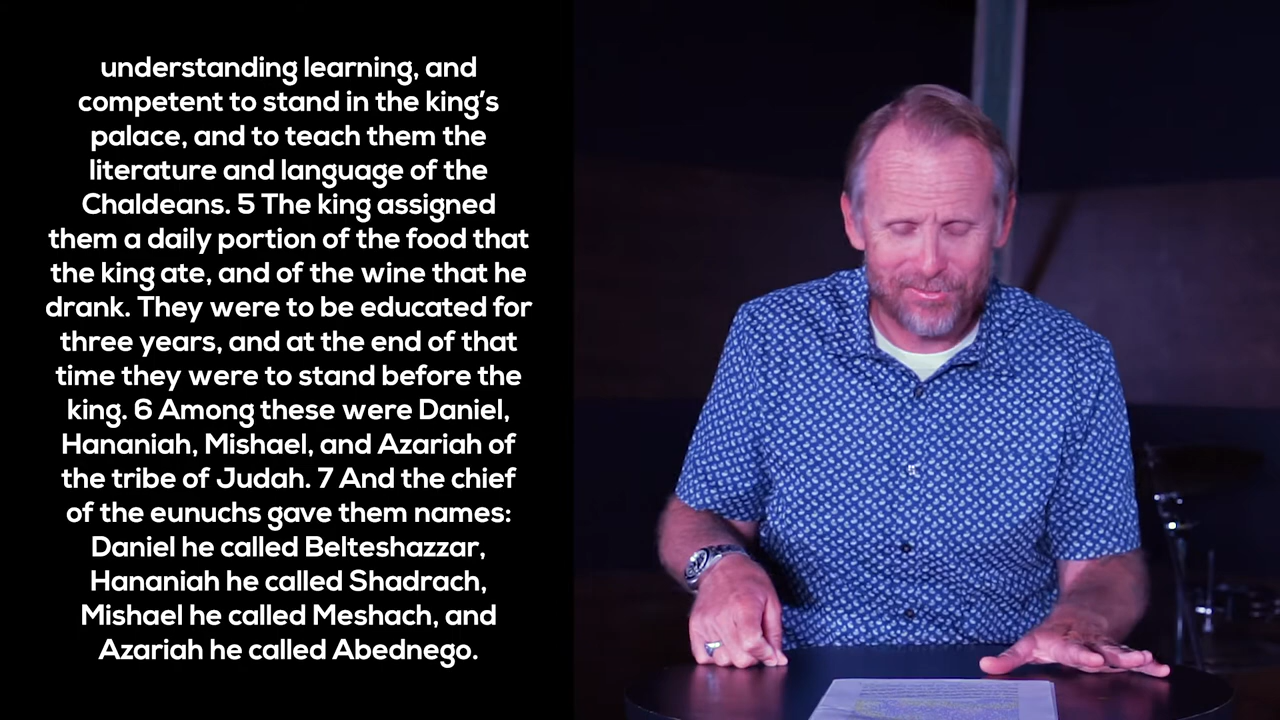 understanding learning, and
competent to stand in the king's
palace, and to teach them the
literature and language of the
Chaldeans. 5 The king assigned
them a daily portion of the food that
the king ate, and of the wine that he
drank. They were to be educated for
three years, and at the end of that
time they were to stand before the
king. 6 Among these were Daniel,
Hananiah, Mishael, and Azariah of
the tribe of Judah. 7 And the chief
of the eunuchs gave them names:
Daniel he called Belteshazzar,
Hananiah he called Shadrach,
Mishael he called Meshach, and
Azariah he called Abednego.